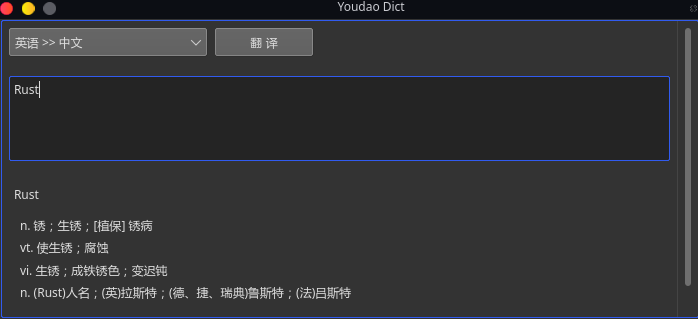 Youdao Dict
英语 >> 中文
翻 译
Rust
Rust
n. 锈；生锈；[植保] 锈病
vt. 使生锈；腐蚀
vi. 生锈；成铁锈色；变迟钝
n. (Rust)人名；(英)拉斯特；(德、捷、瑞典)鲁斯特；(法)吕斯特